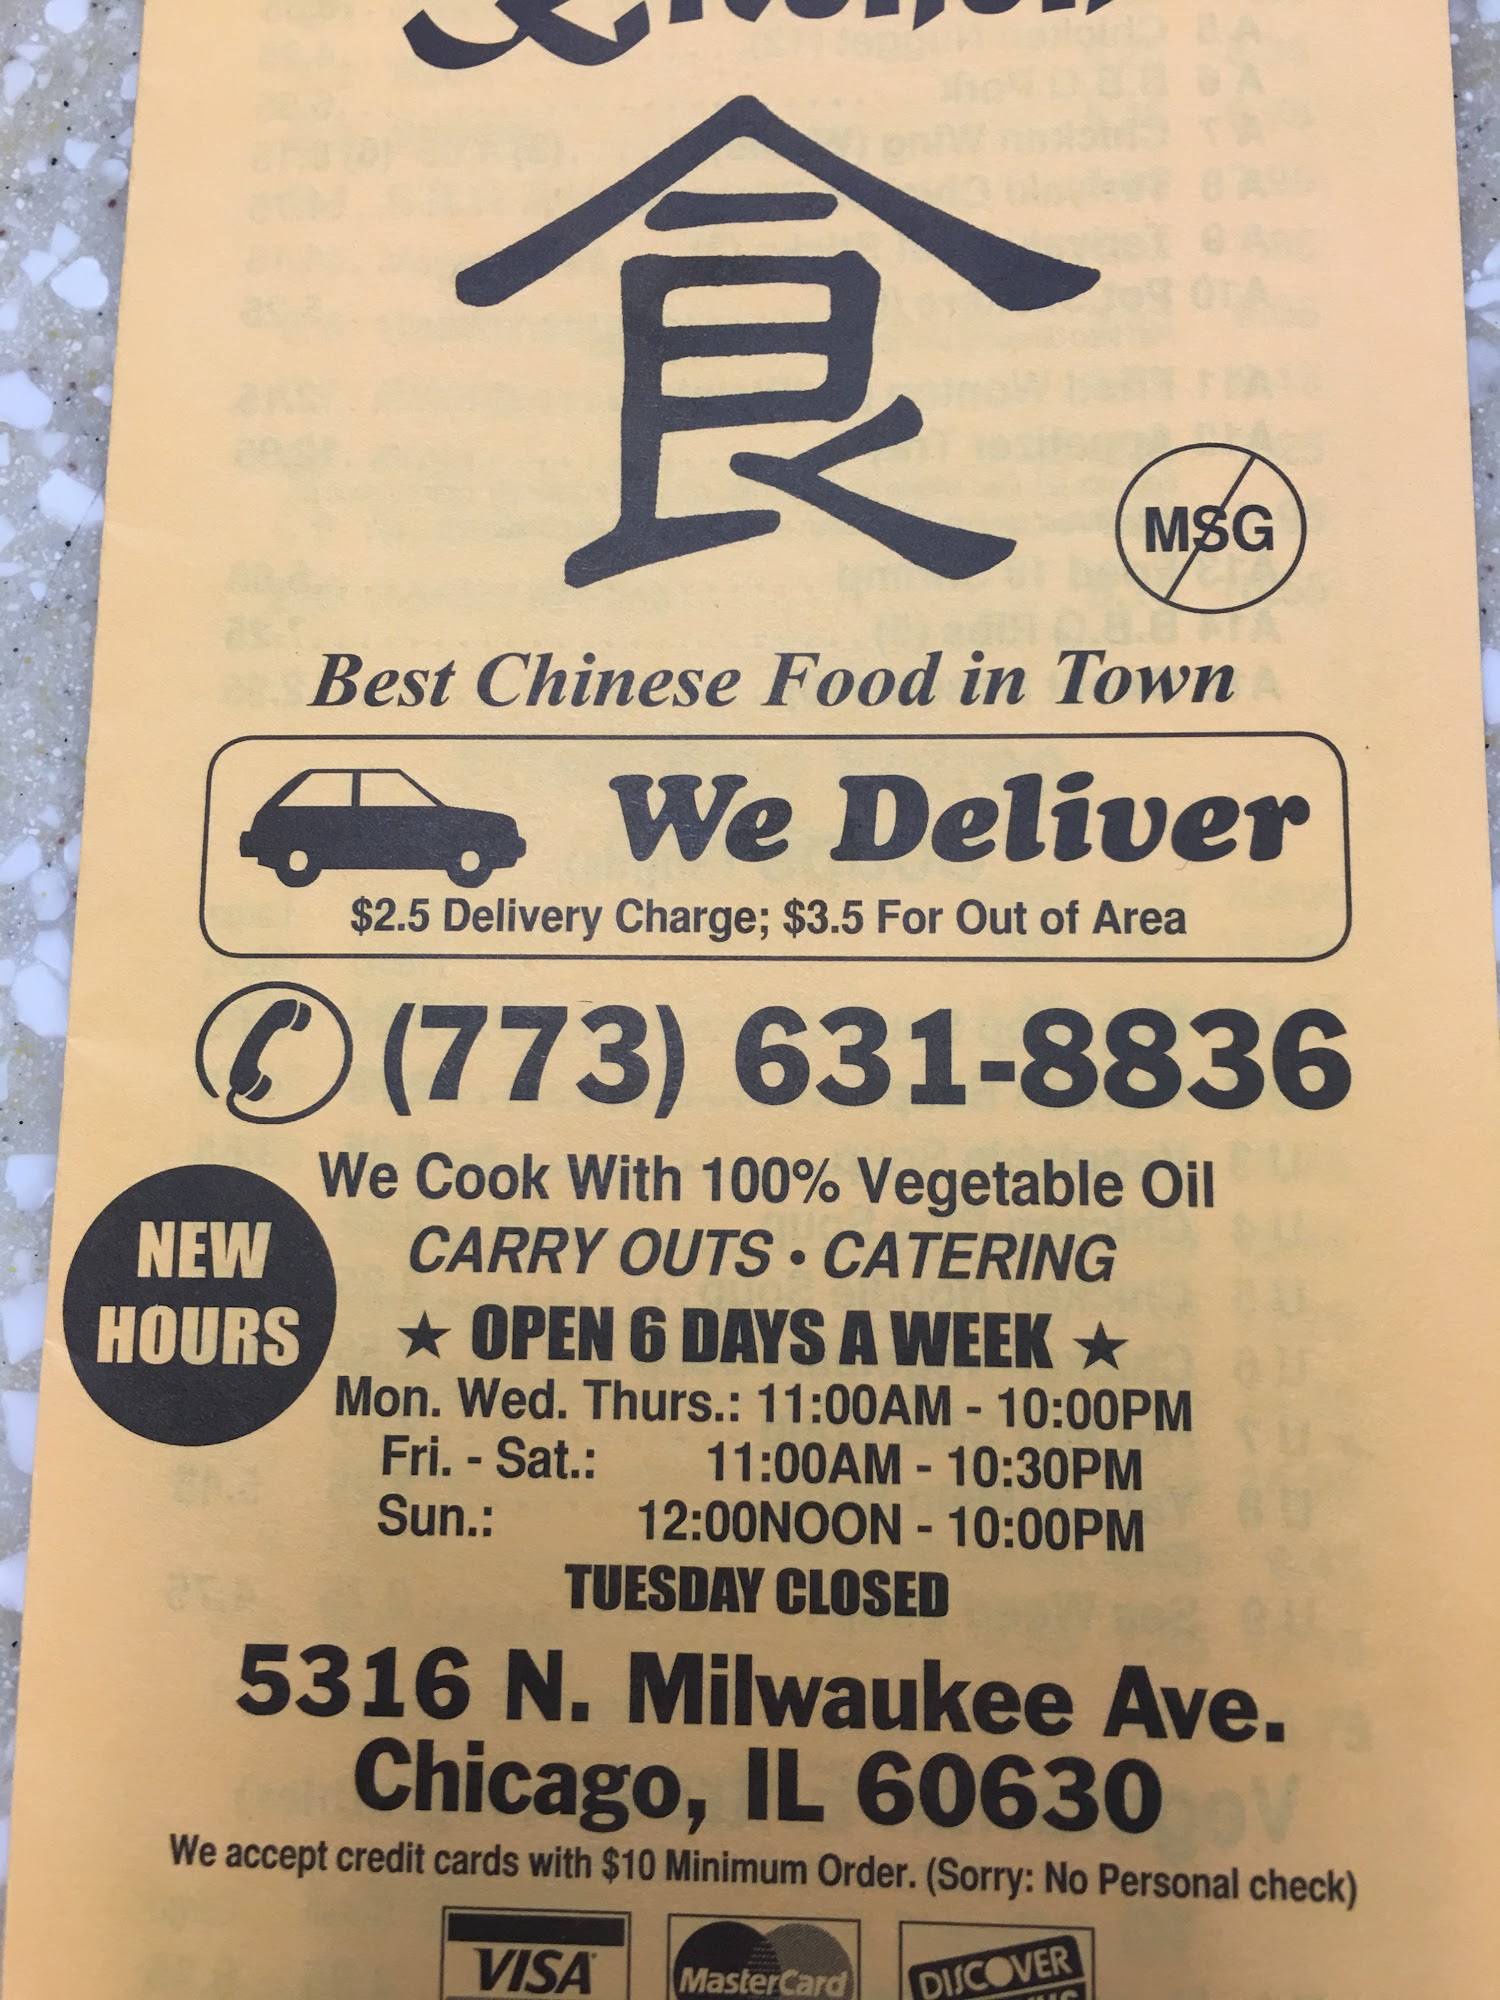 Kitchen
食
MSG
Best Chinese Food in Town
We Deliver
$2.5 Delivery Charge; $3.5 For Out of Area
(773) 631-8836
We Cook With 100% Vegetable Oil
CARRY OUTS • CATERING
NEW
HOURS
★ OPEN 6 DAYS A WEEK ★
Mon. Wed. Thurs.: 11:00AM - 10:00PM
Fri. - Sat.: 11:00AM - 10:30PM
Sun.: 12:00NOON - 10:00PM
TUESDAY CLOSED
5316 N. Milwaukee Ave.
Chicago, IL 60630
We accept credit cards with $10 Minimum Order. (Sorry: No Personal check)
VISA
MasterCard
DISCOVER